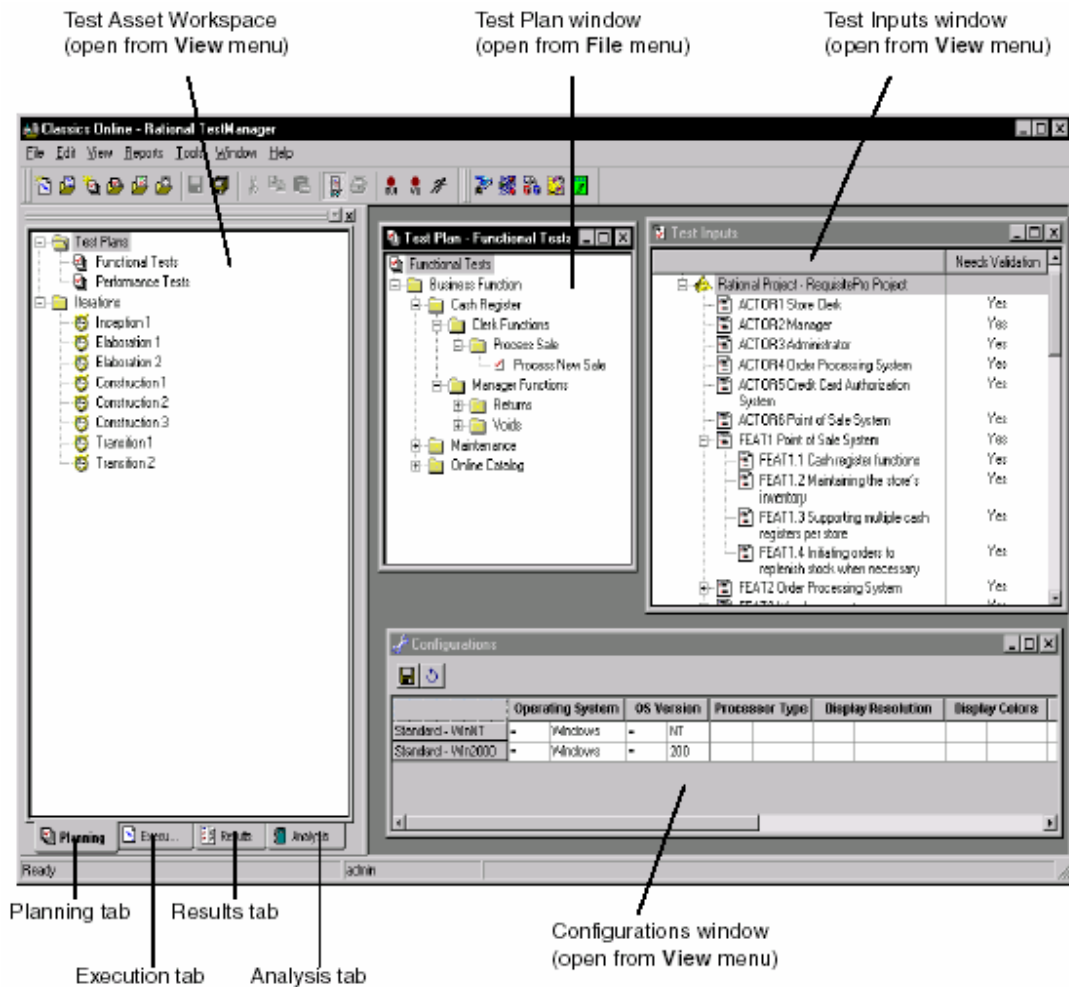 Test Asset Workspace
(open from View menu)
Test Plan window
(open from File menu)
Test Inputs window
(open from View menu)
Classics Online - Rational TestManager
File Edit View Reports Tools Window Help
Test Plans
Functional Tests
Performance Tests
Iterations
Inception 1
Elaboration 1
Elaboration 2
Construction 1
Construction 2
Construction 3
Transition 1
Transition 2
Test Plan - Functional Tests
Functional Tests
Business Function
Cash Register
Clerk Functions
Process Sale
Process New Sale
Manager Functions
Returns
Voids
Maintenance
Online Catalog
Test Inputs
Needs Validation
Rational Project - RequisitePro Project
ACTOR1 Store Clerk Yes
ACTOR2 Manager Yes
ACTOR3 Administrator Yes
ACTOR4 Order Processing System Yes
ACTOR5 Credit Card Authorization Yes
System
ACTOR6 Point of Sale System Yes
FEAT1 Point of Sale System Yes
FEAT1.1 Cash register functions Yes
FEAT1.2 Maintaining the store's Yes
inventory
FEAT1.3 Supporting multiple cash Yes
registers per store
FEAT1.4 Initiating orders to Yes
replenish stock when necessary
FEAT2 Order Processing System Yes
Configurations
Operating System OS Version Processor Type Display Resolution Display Colors
Standard - WinNT = Windows = NT
Standard - Win2000 = Windows = 200
Planning Execu... Results Analysis
Ready admin
Planning tab
Results tab
Execution tab
Analysis tab
Configurations window
(open from View menu)